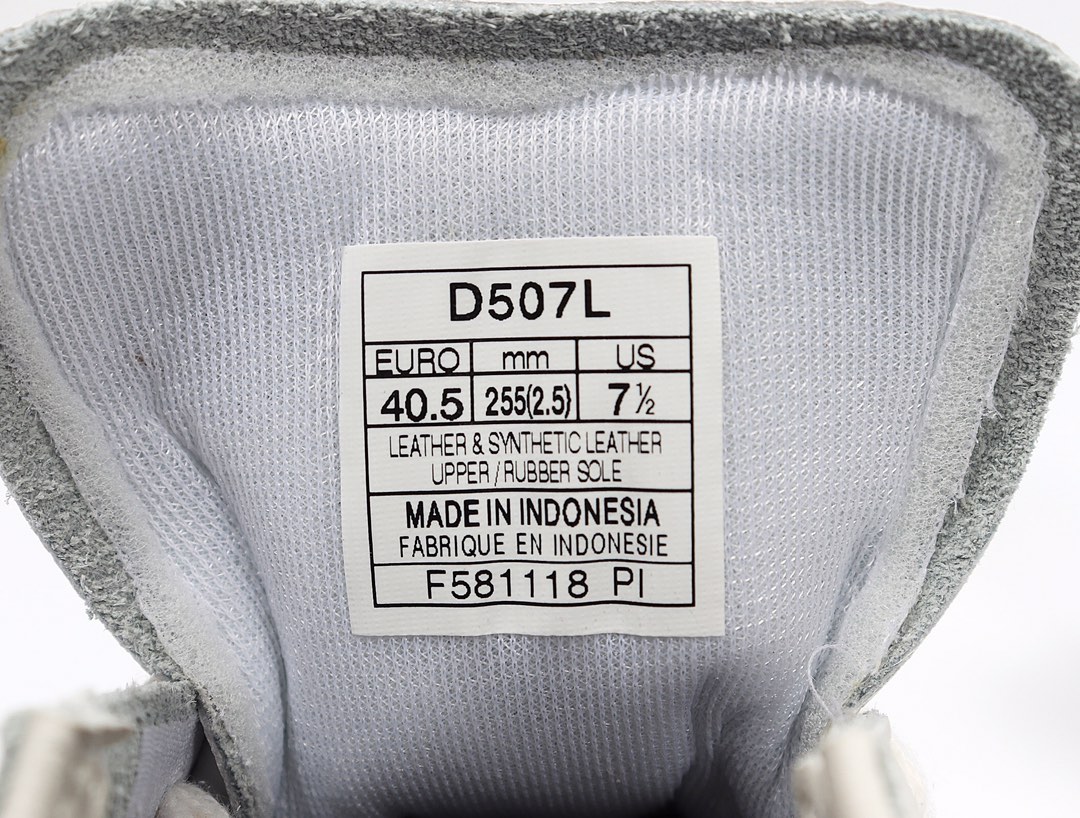 D507L
EURO mm US
40.5 255(2.5) 7½
LEATHER & SYNTHETIC LEATHER
UPPER / RUBBER SOLE
MADE IN INDONESIA
FABRIQUE EN INDONESIE
F581118 PI